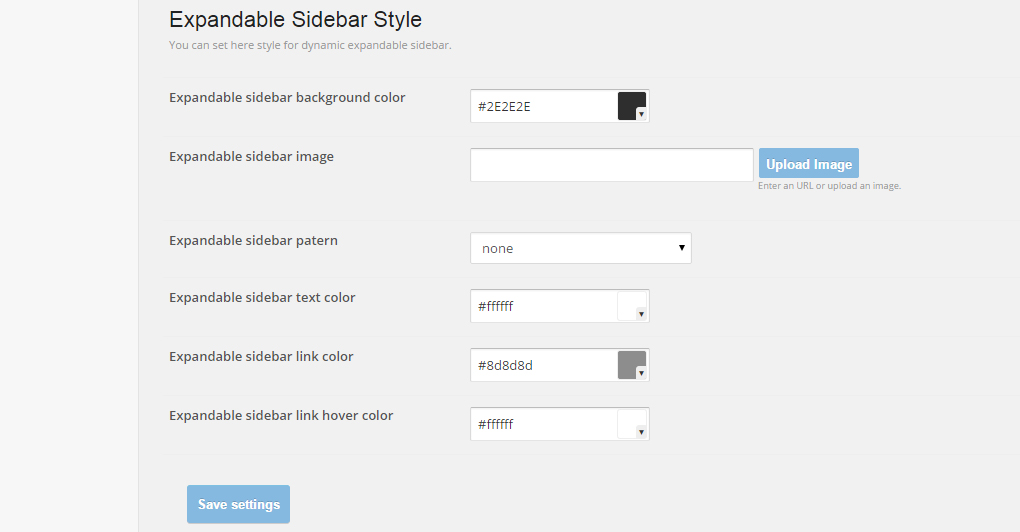 Expandable Sidebar Style
You can set here style for dynamic expandable sidebar.
Expandable sidebar background color
#2E2E2E
Expandable sidebar image
Upload Image
Enter an URL or upload an image.
Expandable sidebar patern
none
Expandable sidebar text color
#ffffff
Expandable sidebar link color
#8d8d8d
Expandable sidebar link hover color
#ffffff
Save settings